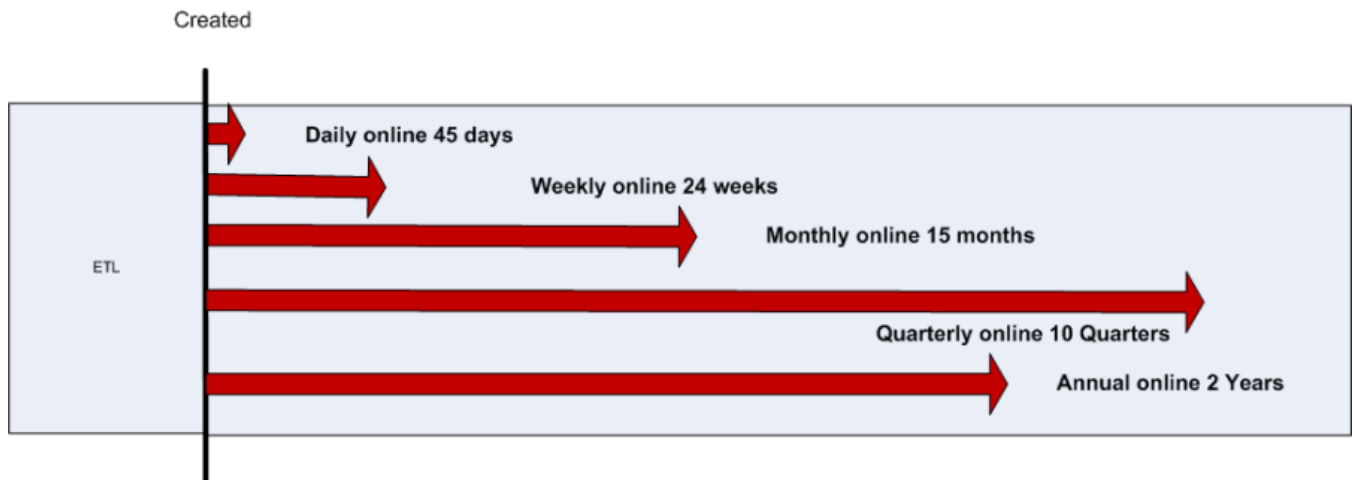 Created
Daily online 45 days
Weekly online 24 weeks
Monthly online 15 months
ETL
Quarterly online 10 Quarters
Annual online 2 Years